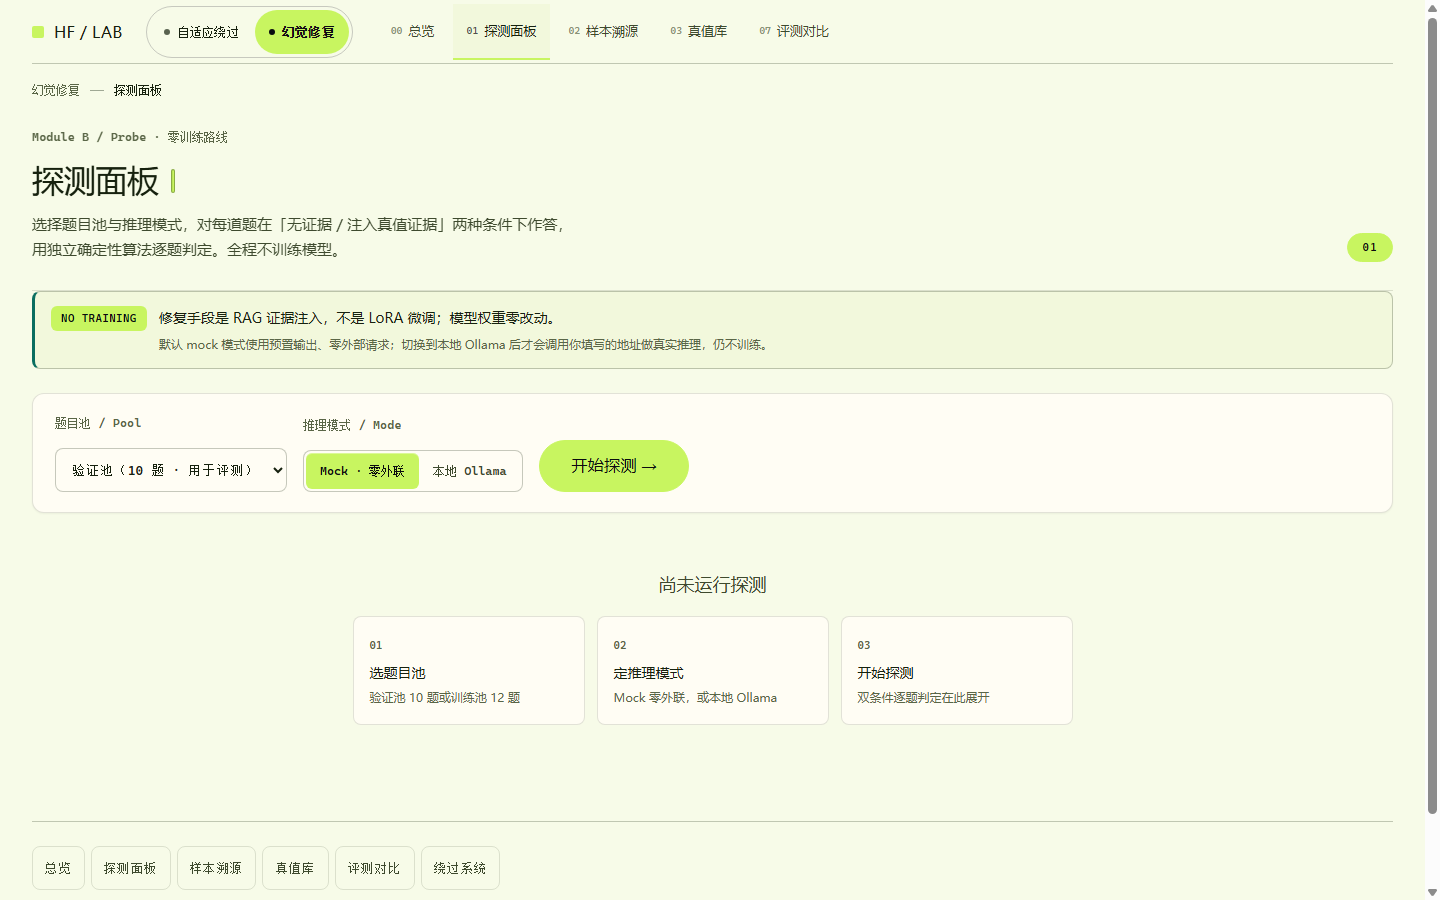 HF / LAB
自适应绕过
幻觉修复
00 总览
01 探测面板
02 样本溯源
03 真值库
07 评测对比
幻觉修复 — 探测面板
Module B / Probe · 零训练路线
探测面板
选择题目池与推理模式，对每道题在「无证据 / 注入真值证据」两种条件下作答，
用独立确定性算法逐题判定。全程不训练模型。
01
NO TRAINING
修复手段是 RAG 证据注入，不是 LoRA 微调；模型权重零改动。
默认 mock 模式使用预置输出、零外部请求；切换到本地 Ollama 后才会调用你填写的地址做真实推理，仍不训练。
题目池 / Pool
推理模式 / Mode
验证池（10 题 · 用于评测）
Mock · 零外联
本地 Ollama
开始探测 →
尚未运行探测
01
选题目池
验证池 10 题或训练池 12 题
02
定推理模式
Mock 零外联，或本地 Ollama
03
开始探测
双条件逐题判定在此展开
总览
探测面板
样本溯源
真值库
评测对比
绕过系统